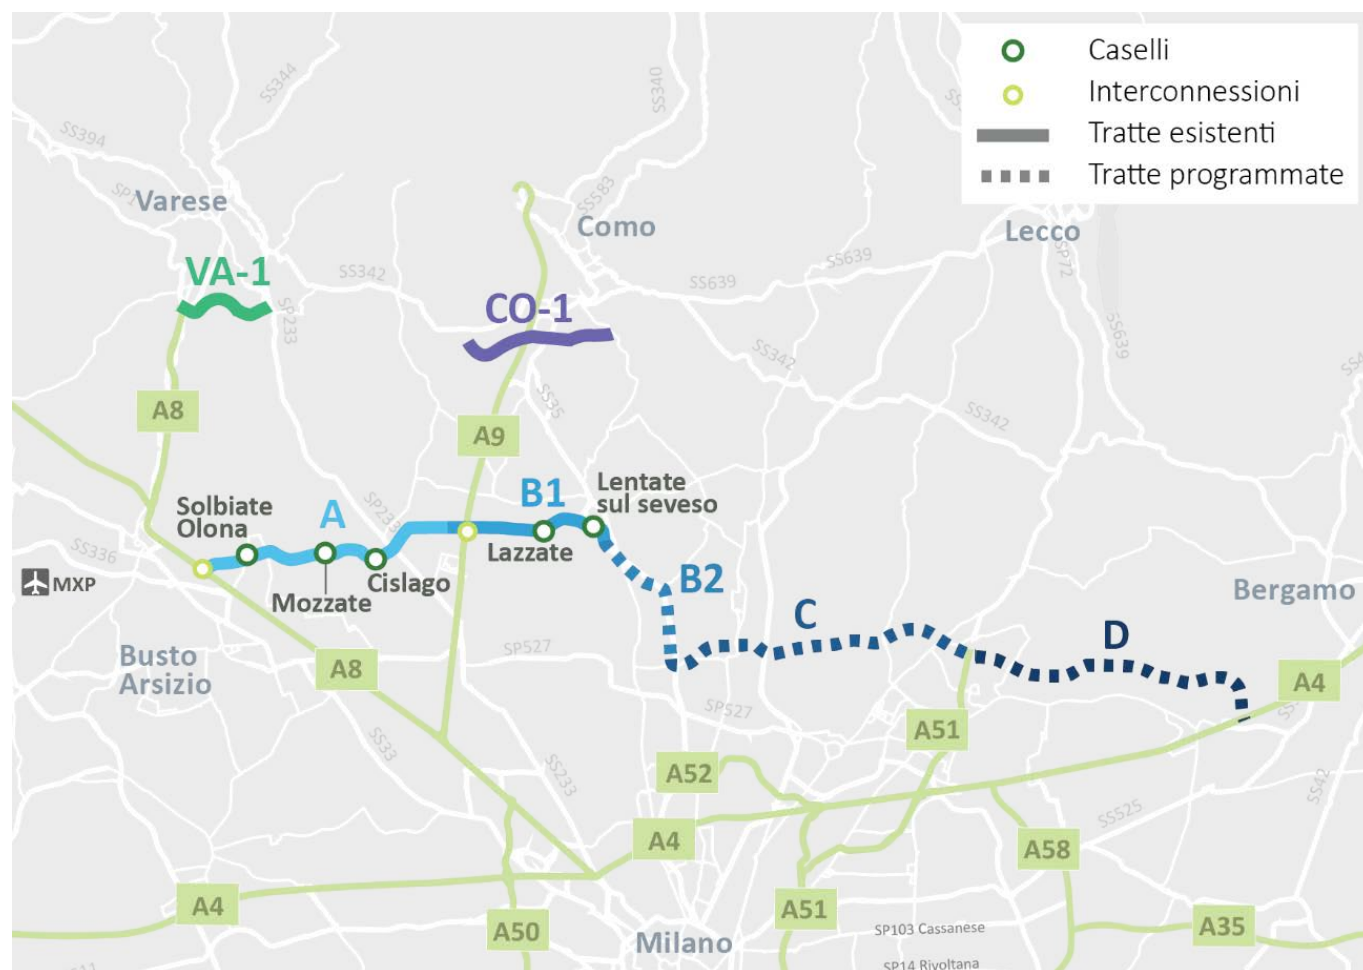 Caselli
Interconnessioni
Tratte esistenti
Tratte programmate
SS344
SS340
SS394
Varese
SS583
Como
Lecco
VA-1
SS342
SS639
SS639
SP72
SP233
CO-1
SS639
SS342
SS35
A8
A9
SS342
Solbiate
Olona
A
SP233
B1
Lentate
sul seveso
SS336
MXP
Mozzate
Cislago
Lazzate
B2
Bergamo
C
D
Busto
Arsizio
SP527
A8
A4
SP527
A51
SS33
SS233
A52
SS42
A4
SS525
A58
A4
A51
A50
Milano
SP103 Cassanese
A35
SP14 Rivoltana